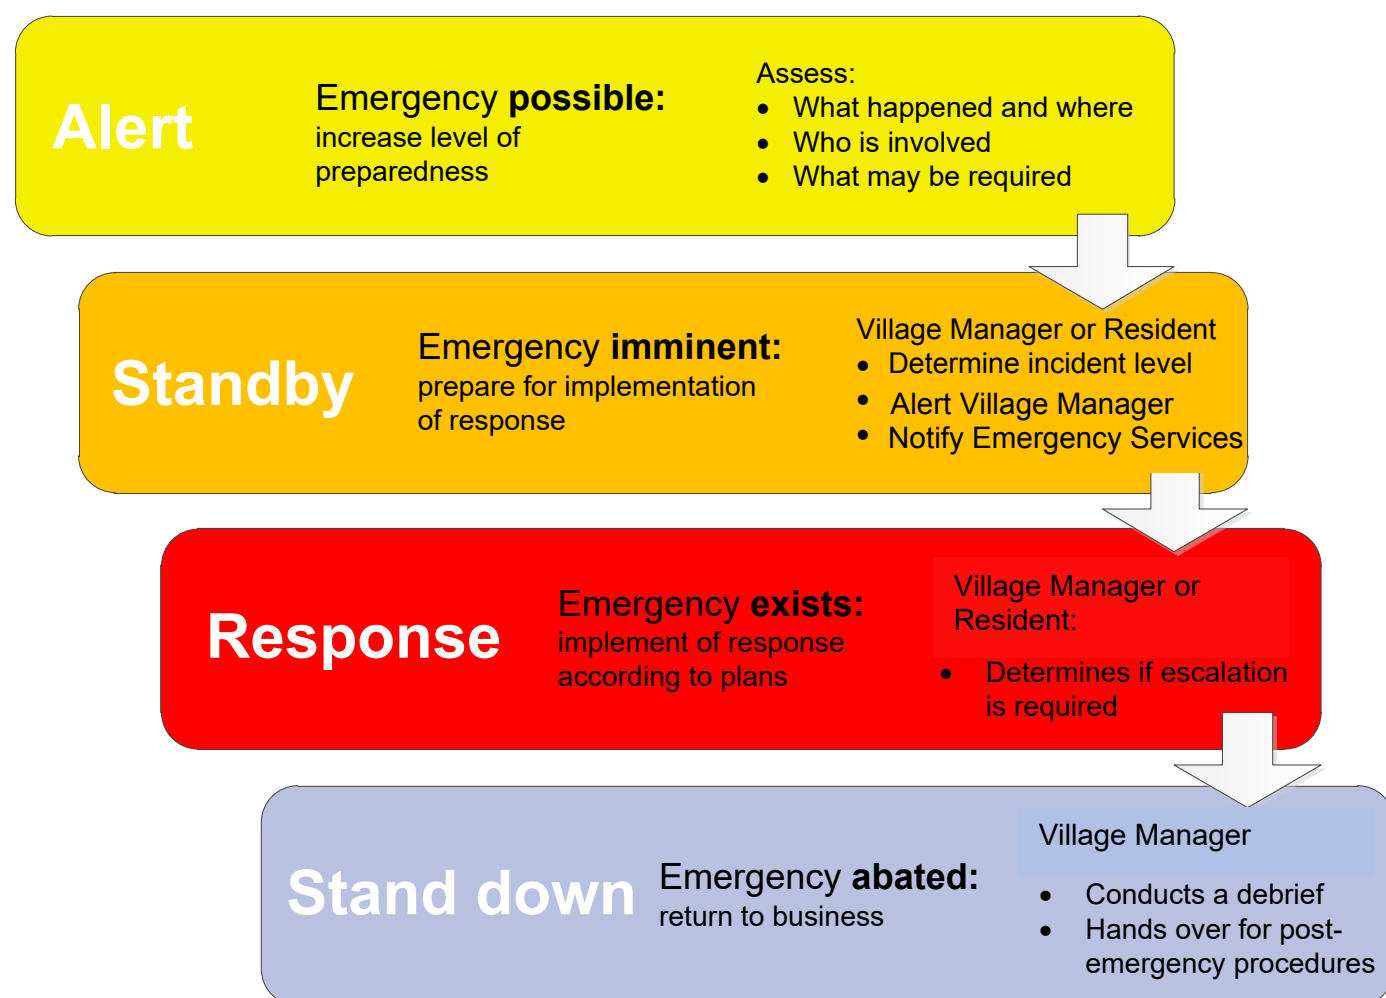 Alert
Emergency possible:
increase level of
preparedness
Assess:
• What happened and where
• Who is involved
• What may be required
Standby
Emergency imminent:
prepare for implementation
of response
Village Manager or Resident
• Determine incident level
• Alert Village Manager
• Notify Emergency Services
Response
Emergency exists:
implement of response
according to plans
Village Manager or
Resident:
• Determines if escalation
is required
Stand down
Emergency abated:
return to business
Village Manager
• Conducts a debrief
• Hands over for post-
emergency procedures